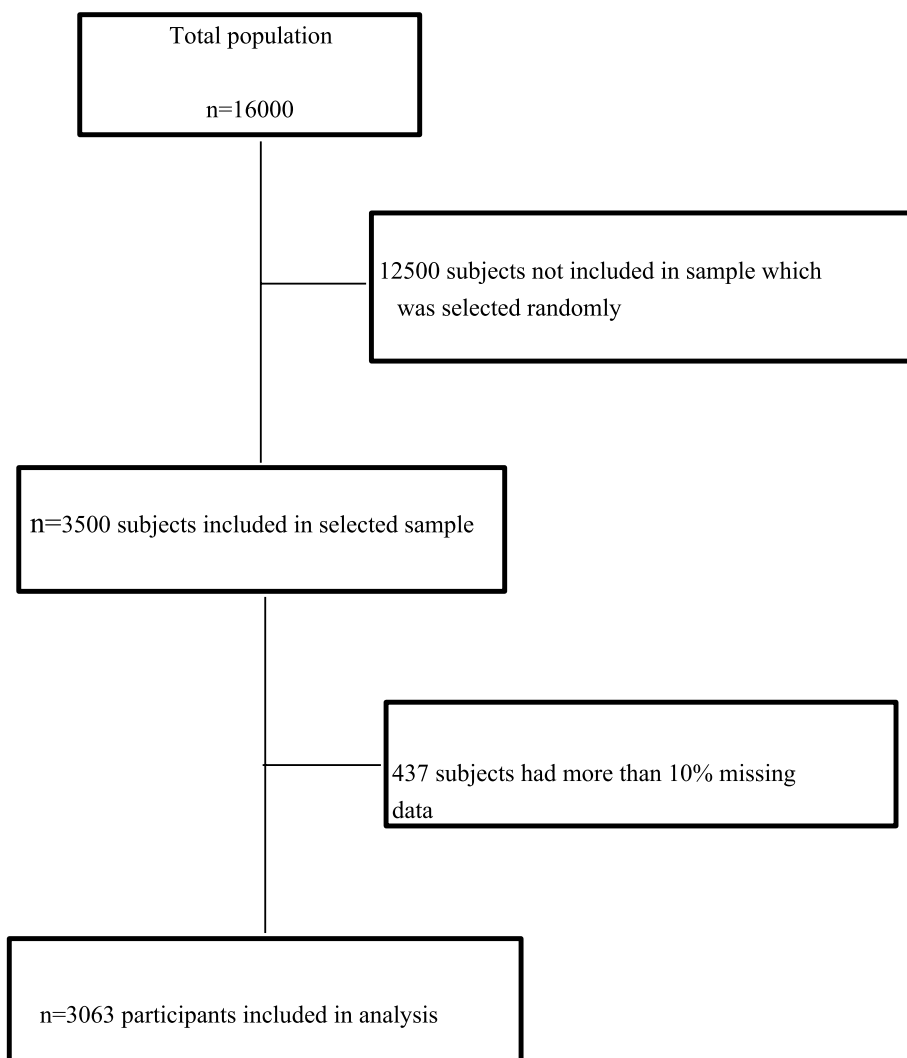 Total population
n=16000
12500 subjects not included in sample which
was selected randomly
n=3500 subjects included in selected sample
437 subjects had more than 10% missing
data
n=3063 participants included in analysis